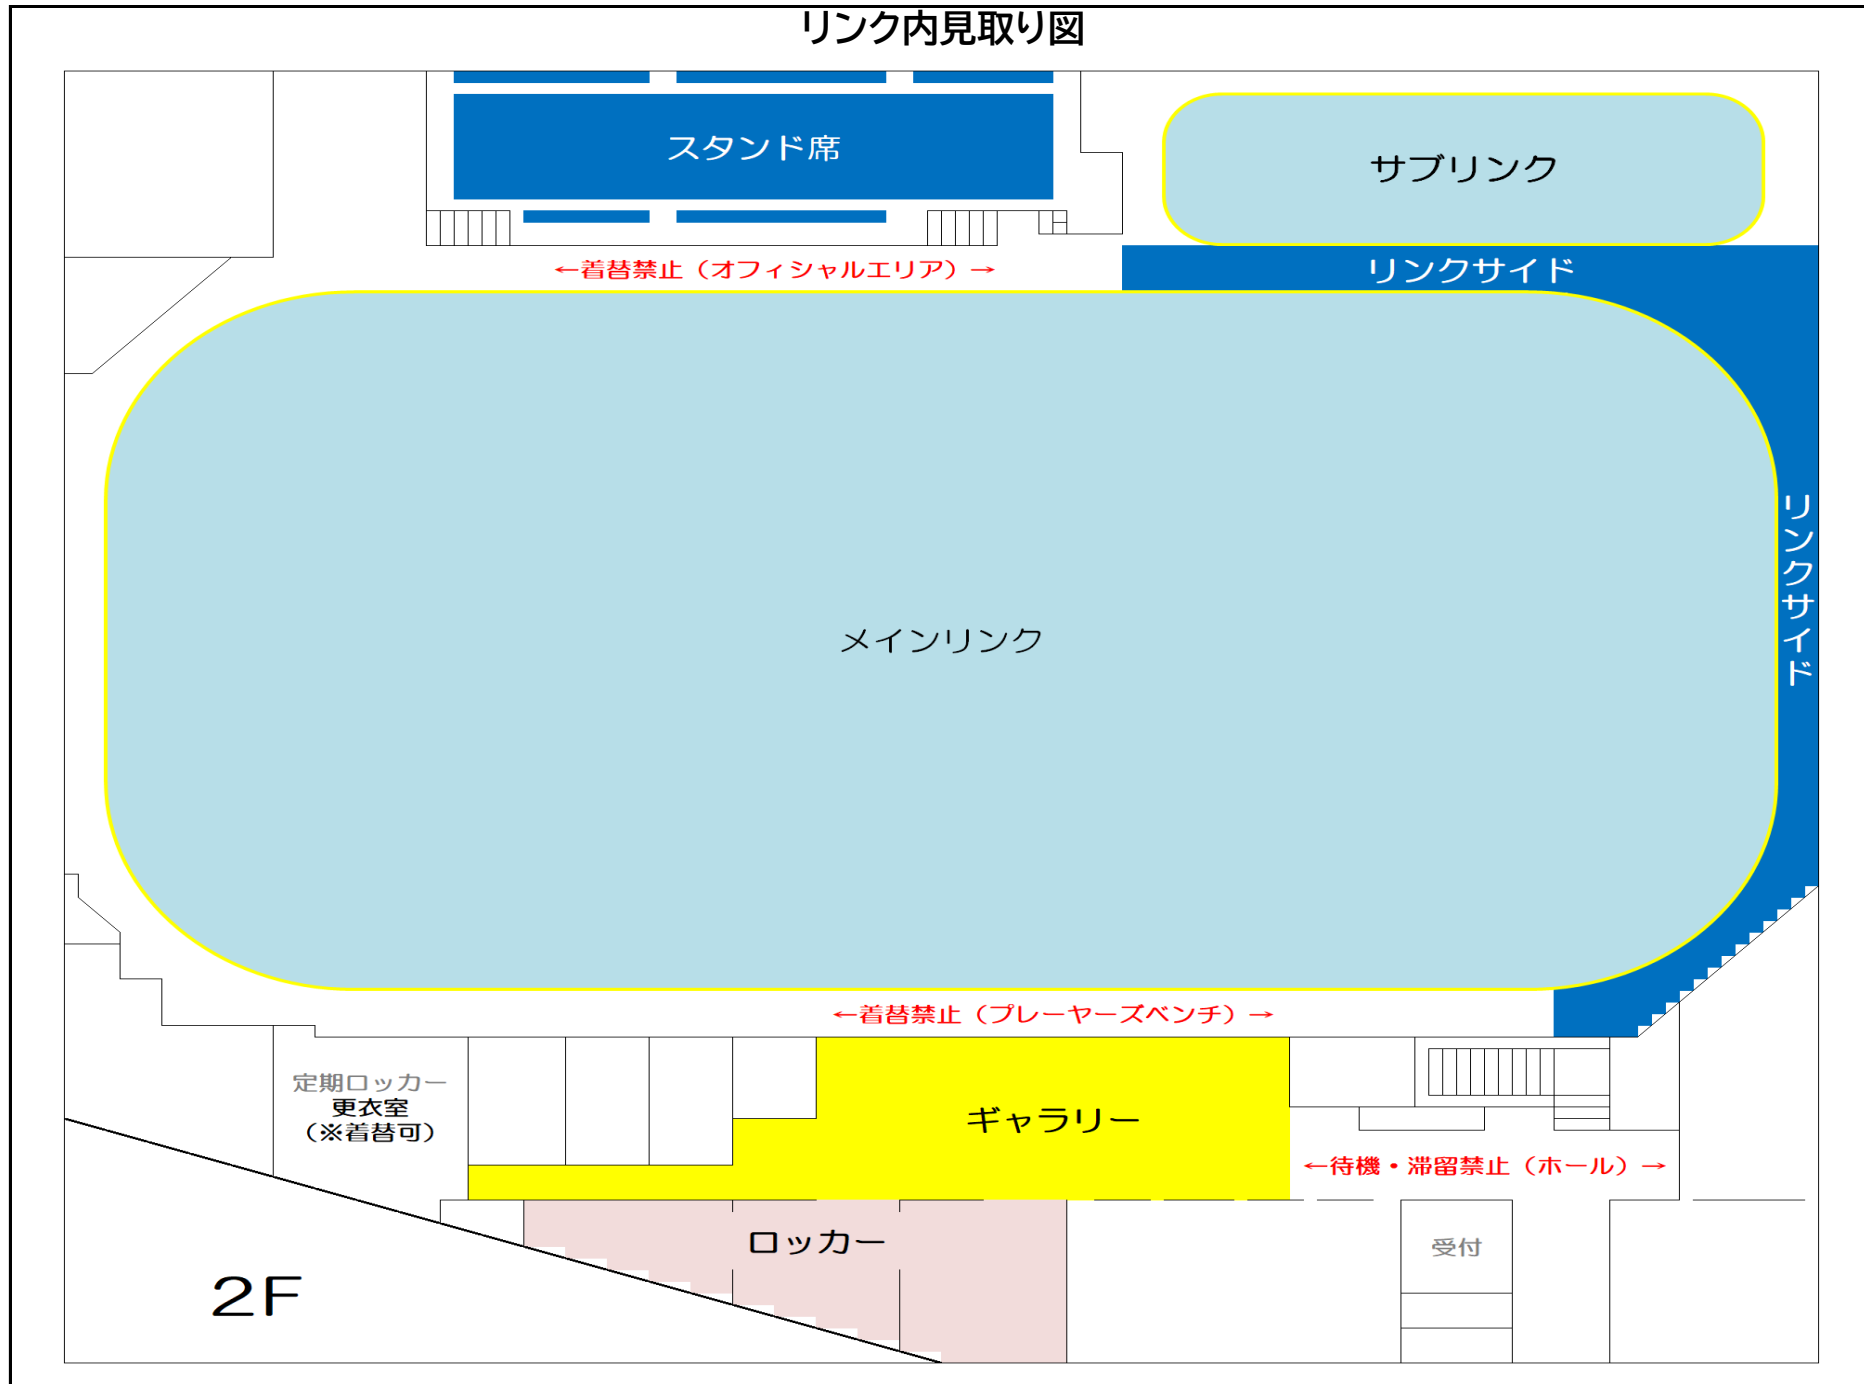 リンク内見取り図
スタンド席
サブリンク
←着替禁止（オフィシャルエリア）→
リンクサイド
リンクサイド
メインリンク
←着替禁止（プレーヤーズベンチ）→
定期ロッカー
更衣室
（※着替可）
ギャラリー
←待機・滞留禁止（ホール）→
ロッカー
受付
2F